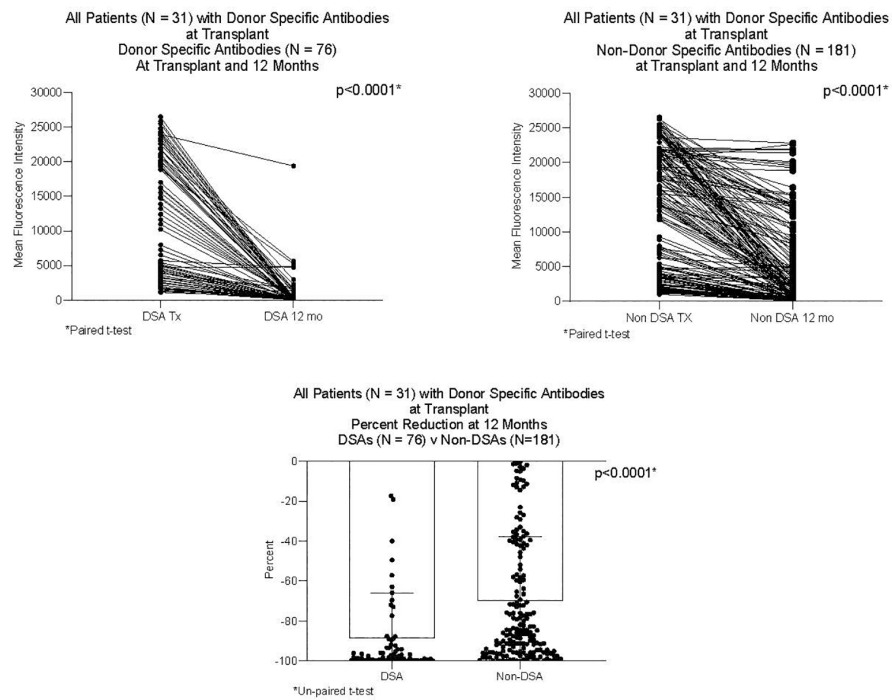 All Patients (N = 31) with Donor Specific Antibodies
at Transplant
Donor Specific Antibodies (N = 76)
At Transplant and 12 Months
p<0.0001*
30000
25000
20000
15000
10000
5000
0
Mean Fluorescence Intensity
DSA Tx
DSA 12 mo
*Paired t-test
All Patients (N = 31) with Donor Specific Antibodies
at Transplant
Non-Donor Specific Antibodies (N = 181)
at Transplant and 12 Months
p<0.0001*
30000
25000
20000
15000
10000
5000
0
Mean Fluorescence Intensity
Non DSA TX
Non DSA 12 mo
*Paired t-test
All Patients (N = 31) with Donor Specific Antibodies
at Transplant
Percent Reduction at 12 Months
DSAs (N = 76) v Non-DSAs (N=181)
p<0.0001*
0
-20
-40
-60
-80
-100
Percent
DSA
Non-DSA
*Un-paired t-test